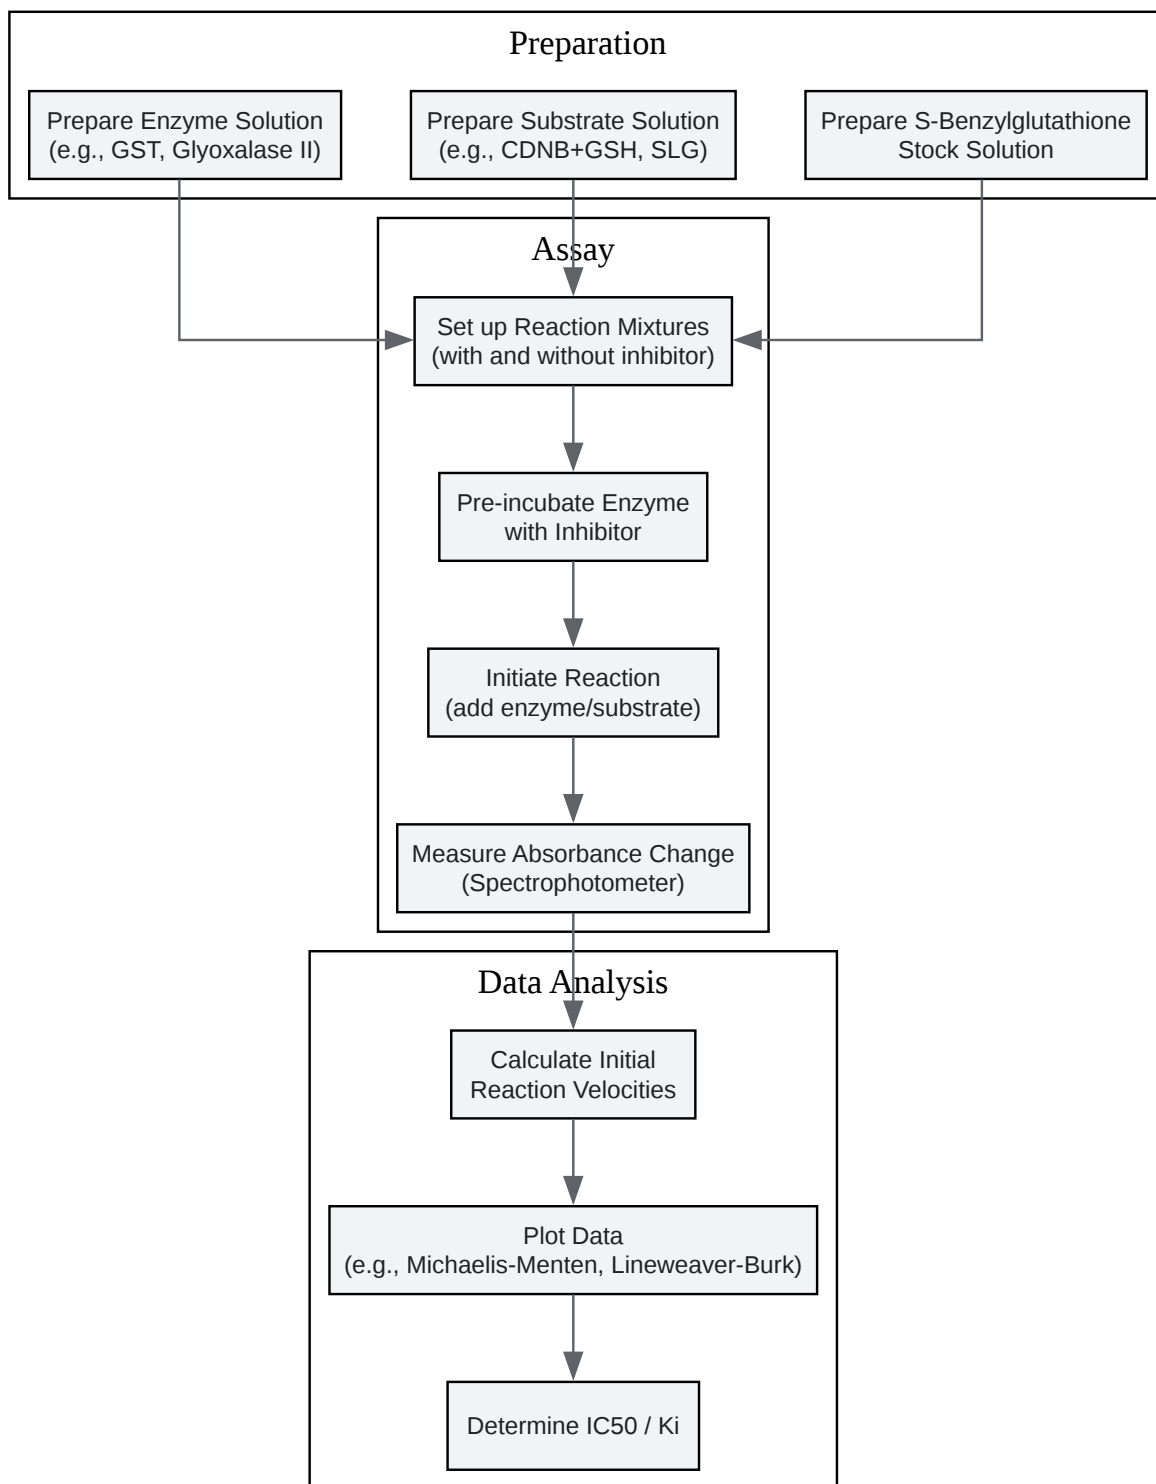 Preparation
Prepare Enzyme Solution
(e.g., GST, Glyoxalase II)
Prepare Substrate Solution
(e.g., CDNB+GSH, SLG)
Prepare S-Benzylglutathione
Stock Solution
Assay
Set up Reaction Mixtures
(with and without inhibitor)
Pre-incubate Enzyme
with Inhibitor
Initiate Reaction
(add enzyme/substrate)
Measure Absorbance Change
(Spectrophotometer)
Data Analysis
Calculate Initial
Reaction Velocities
Plot Data
(e.g., Michaelis-Menten, Lineweaver-Burk)
Determine IC50 / Ki